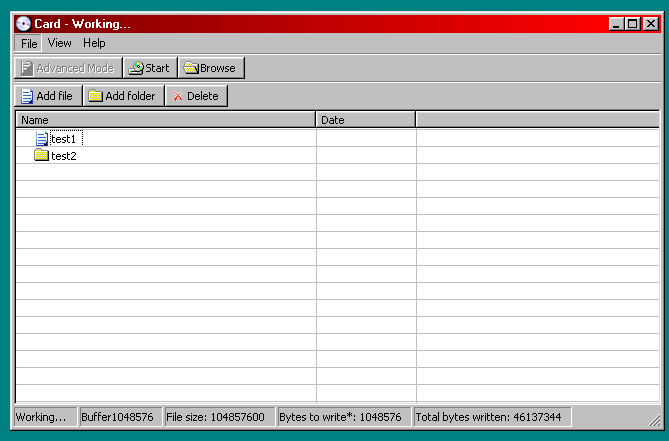 Card - Working...
File View Help
Advanced Mode Start Browse
Add file Add folder Delete
Name Date
test1
test2
Working... Buffer1048576 File size: 104857600 Bytes to write*: 1048576 Total bytes written: 46137344